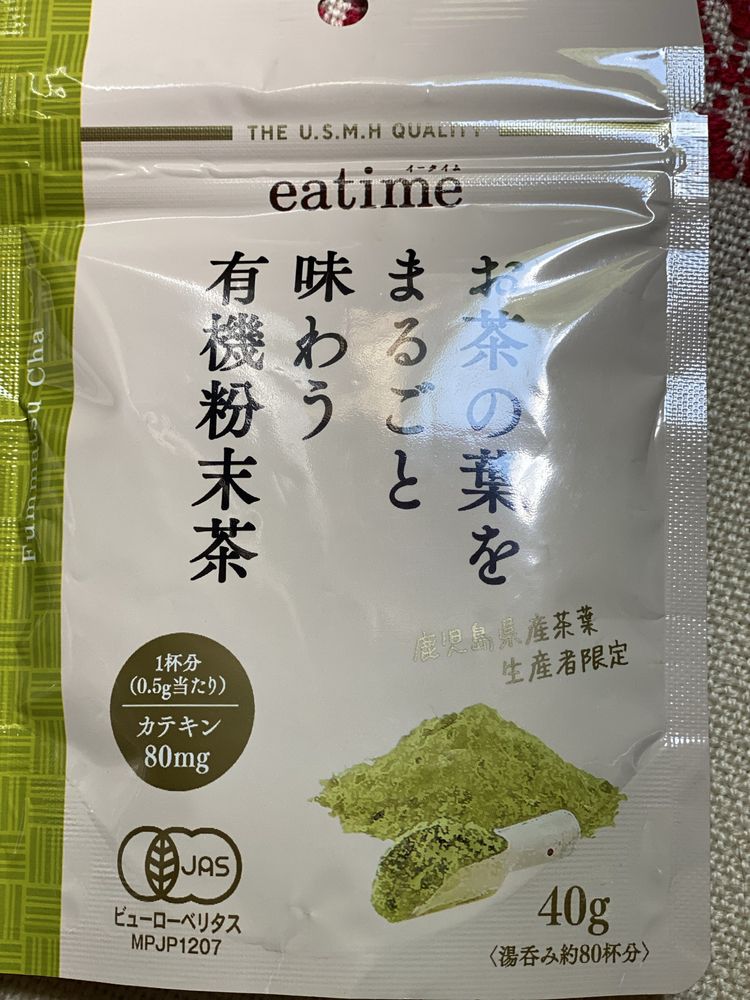 THE U.S.M.H QUALITY
イータイム
eatime
お茶の葉を
まるごと
味わう
有機粉末茶
Funmatsu Cha
鹿児島県産茶葉
生産者限定
1杯分
(0.5g当たり)
カテキン
80mg
JAS
ビューローベリタス
MPJP1207
40g
〈湯呑み約80杯分〉